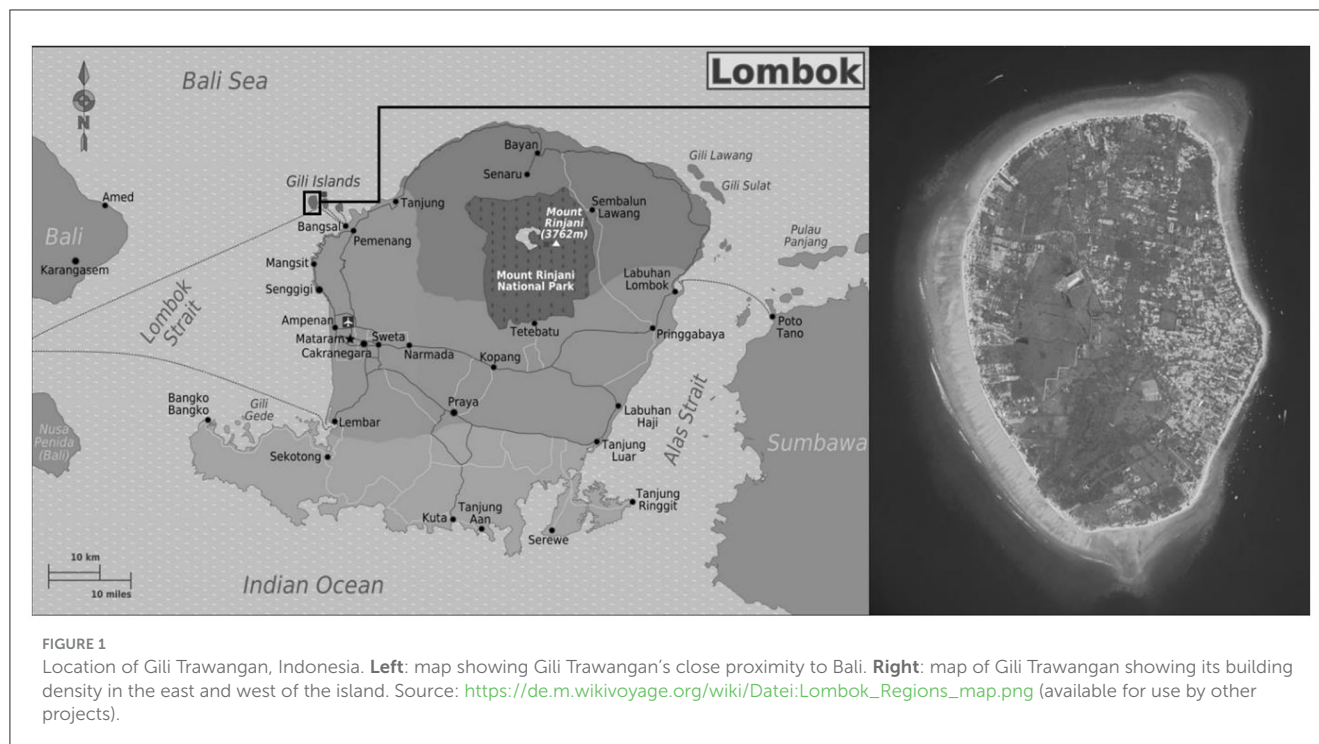 Lombok
Bali Sea
N
Gili Islands
Bayan
Senaru
Gili Lawang
Gili Sulat
Amed
Tanjung
Sembalun
Lawang
Mount
Rinjani
(3762m)
Bangsal
Pemenang
Bali
Karangasem
Pulau
Panjang
Mangsit
Mount Rinjani
National Park
Labuhan
Lombok
Senggigi
Lombok
Strait
Ampenan
Mataram
Sweta
Cakranegara
Narmada
Tetebatu
Pringgabaya
Poto
Tano
Kopang
Bangko
Bangko
Gili
Gede
Praya
Labuhan
Haji
Alas Strait
Lembar
Nusa
Penida
(Bali)
Sumbawa
Sekotong
Tanjung
Luar
Tanjung
Ringgit
Kuta
Tanjung
Aan
Serewe
10 km
10 miles
Indian Ocean
FIGURE 1
Location of Gili Trawangan, Indonesia. Left: map showing Gili Trawangan's close proximity to Bali. Right: map of Gili Trawangan showing its building
density in the east and west of the island. Source: https://de.m.wikivoyage.org/wiki/Datei:Lombok_Regions_map.png (available for use by other
projects).